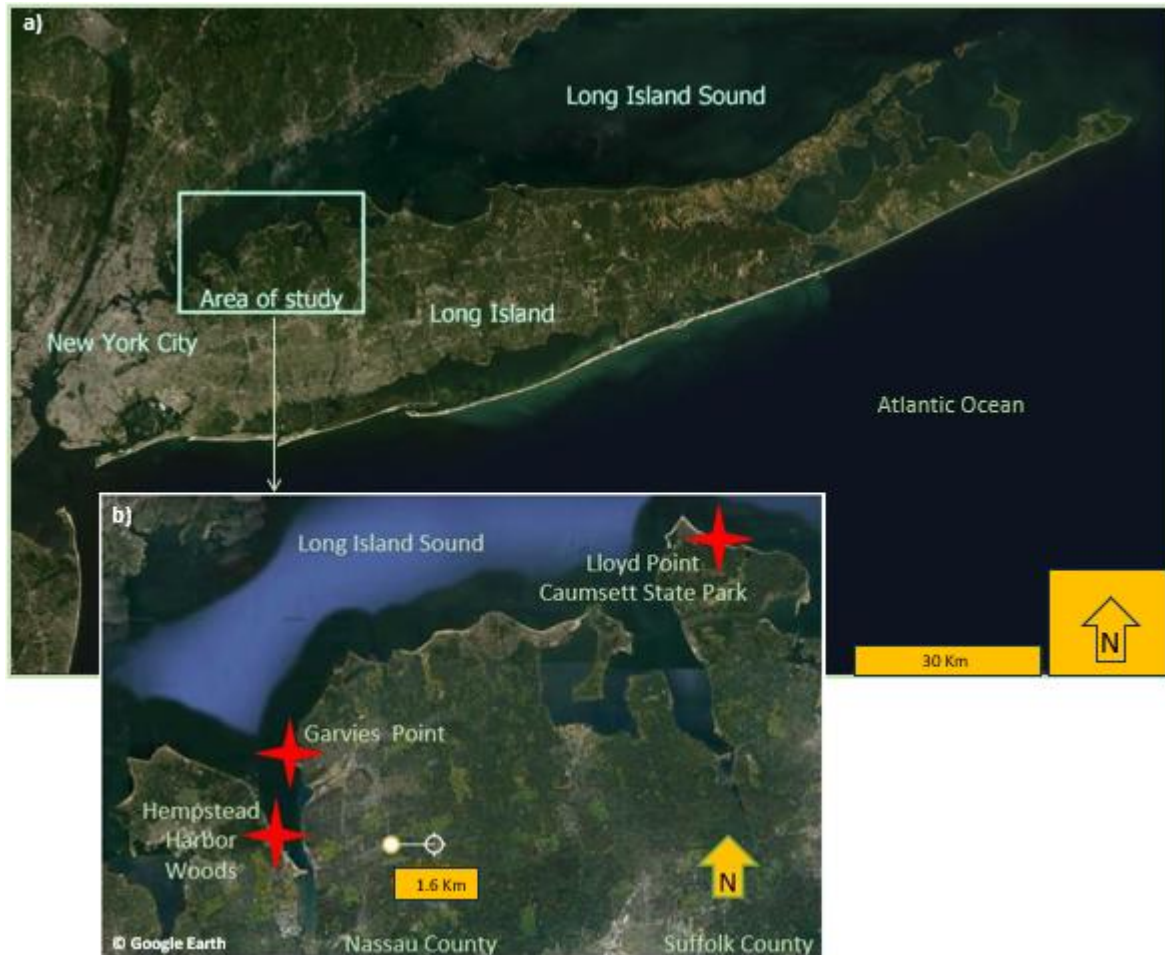 a)
Long Island Sound
Area of study
Long Island
New York City
Atlantic Ocean
b)
Long Island Sound
Lloyd Point
Caumsett State Park
30 Km
N
Garvies Point
Hempstead
Harbor
Woods
1.6 Km
N
© Google Earth
Nassau County
Suffolk County